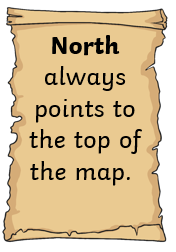 North
always
points to
the top of
the map.